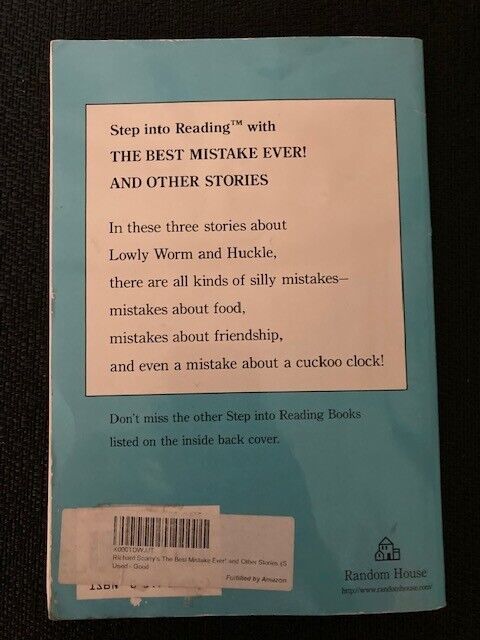 Step into Reading™ with
THE BEST MISTAKE EVER!
AND OTHER STORIES
In these three stories about
Lowly Worm and Huckle,
there are all kinds of silly mistakes—
mistakes about food,
mistakes about friendship,
and even a mistake about a cuckoo clock!
Don't miss the other Step into Reading Books
listed on the inside back cover.
Richard Scarry's The Best Mistake Ever! and Other Stories (S
Used - Good
Fulfilled by Amazon
ISBN
Random House
http://www.randomhouse.com/